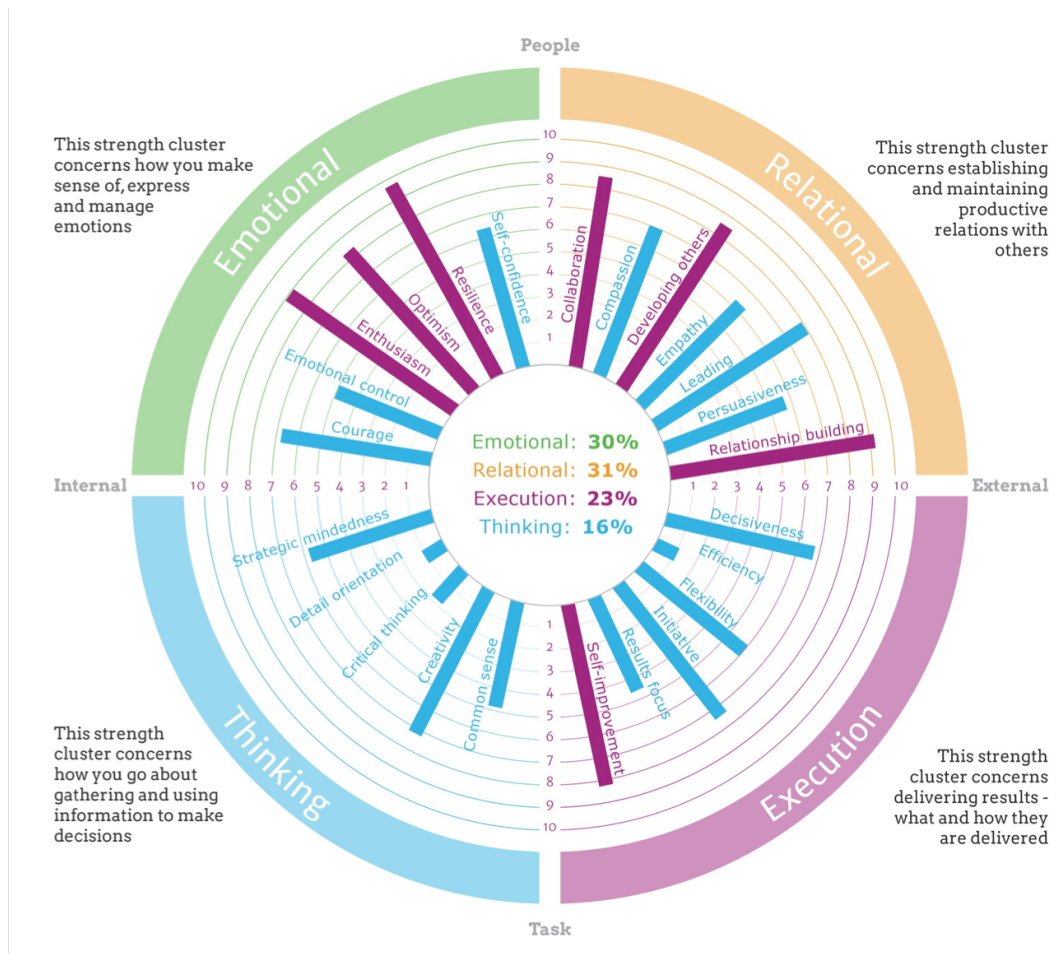 People
This strength cluster
concerns how you make
sense of, express
and manage
emotions
Emotional
Relational
This strength cluster
concerns establishing
and maintaining
productive
relations with
others
10
9
8
7
6
5
4
3
2
1
Courage
Emotional control
Enthusiasm
Optimism
Resilience
Self-confidence
Collaboration
Compassion
Developing others
Empathy
Leading
Persuasiveness
Relationship building
Emotional: 30%
Relational: 31%
Execution: 23%
Thinking: 16%
Internal
10 9 8 7 6 5 4 3 2 1
1 2 3 4 5 6 7 8 9 10
External
Strategic mindedness
Detail orientation
Critical thinking
Creativity
Common sense
Decisiveness
Efficiency
Flexibility
Initiative
Results focus
Self-improvement
1
2
3
4
5
6
7
8
9
10
This strength
cluster concerns
how you go about
gathering and using
information to make
decisions
Thinking
Execution
This strength
cluster concerns
delivering results -
what and how they
are delivered
Task